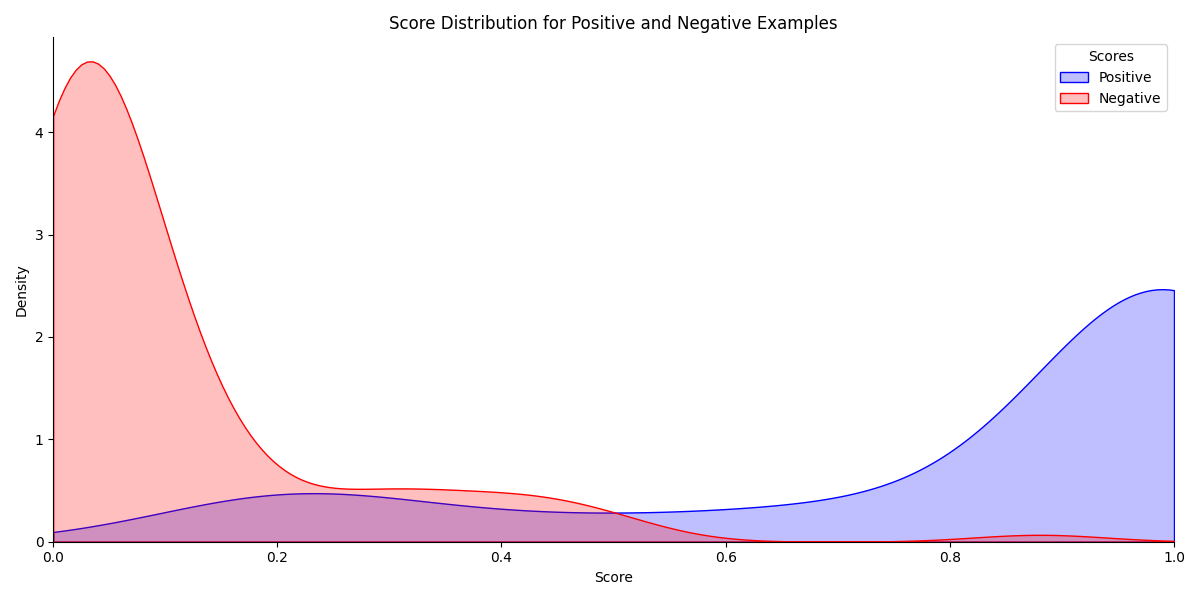 Score Distribution for Positive and Negative Examples
Scores
Positive
Negative
Density
4
3
2
1
0
0.0 0.2 0.4 0.6 0.8 1.0
Score